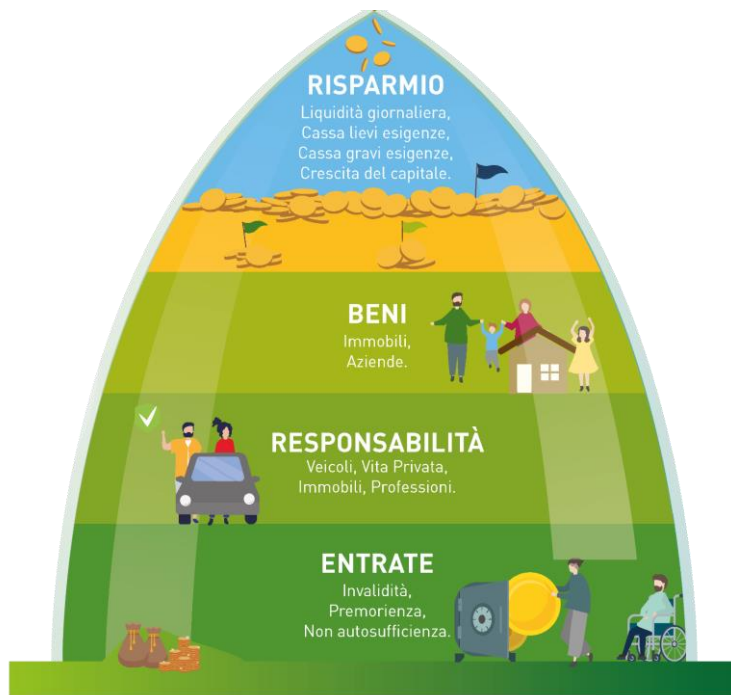 RISPARMIO
Liquidità giornaliera,
Cassa lievi esigenze,
Cassa gravi esigenze,
Crescita del capitale.
BENI
Immobili,
Aziende.
RESPONSABILITÀ
Veicoli, Vita Privata,
Immobili, Professioni.
ENTRATE
Invalidità,
Premorienza,
Non autosufficienza.